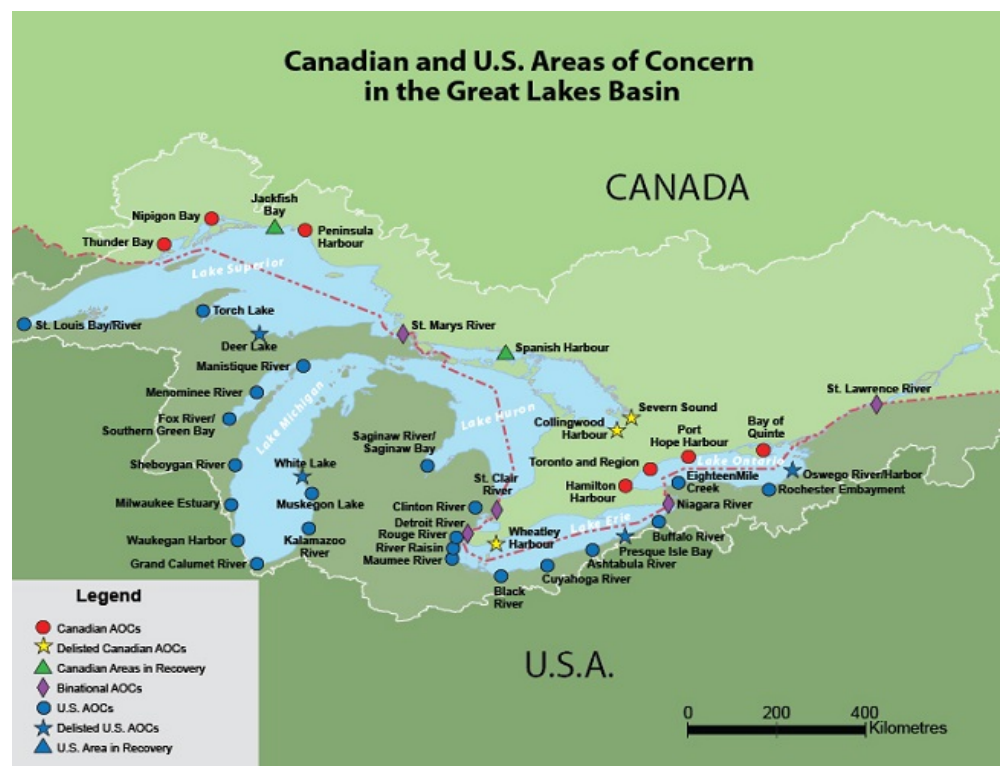 Canadian and U.S. Areas of Concern
in the Great Lakes Basin
CANADA
Jackfish
Bay
Nipigon Bay
Thunder Bay
Peninsula
Harbour
Lake Superior
St. Louis Bay/River
Torch Lake
Deer Lake
St. Marys River
Spanish Harbour
Manistique River
Menominee River
Fox River/
Southern Green Bay
Lake Michigan
Lake Huron
St. Lawrence River
Severn Sound
Collingwood
Harbour
Port
Hope Harbour
Bay of
Quinte
Saginaw River/
Saginaw Bay
Sheboygan River
White Lake
Toronto and Region
Lake Ontario
Oswego River/Harbor
EighteenMile
Creek
Rochester Embayment
St. Clair
River
Hamilton
Harbour
Muskegon Lake
Milwaukee Estuary
Clinton River
Niagara River
Detroit River
Rouge River
River Raisin
Maumee River
Wheatley
Harbour
Lake Erie
Buffalo River
Presque Isle Bay
Ashtabula River
Cuyahoga River
Black
River
Kalamazoo
River
Waukegan Harbor
Grand Calumet River
Legend
Canadian AOCs
Delisted Canadian AOCs
Canadian Areas in Recovery
Binational AOCs
U.S. AOCs
Delisted U.S. AOCs
U.S. Area in Recovery
U.S.A.
0 200 400
Kilometres